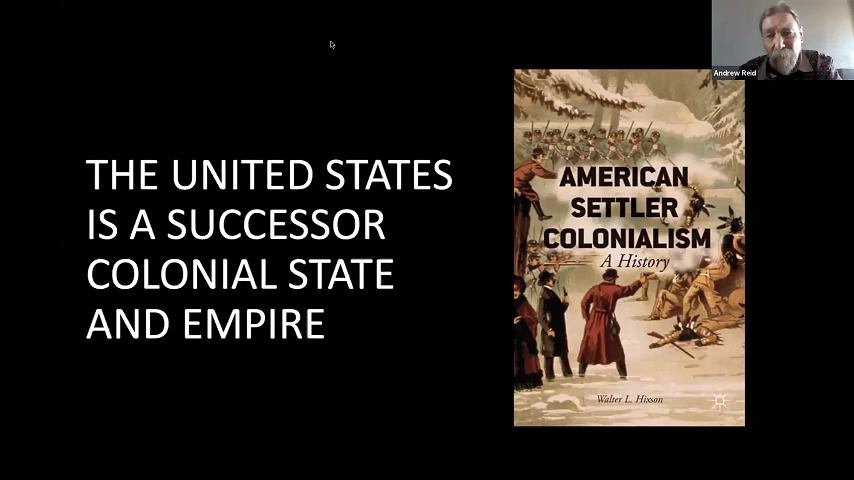 Andrew Reid
THE UNITED STATES
IS A SUCCESSOR
COLONIAL STATE
AND EMPIRE
AMERICAN
SETTLER
COLONIALISM
A History
Walter L. Hixson